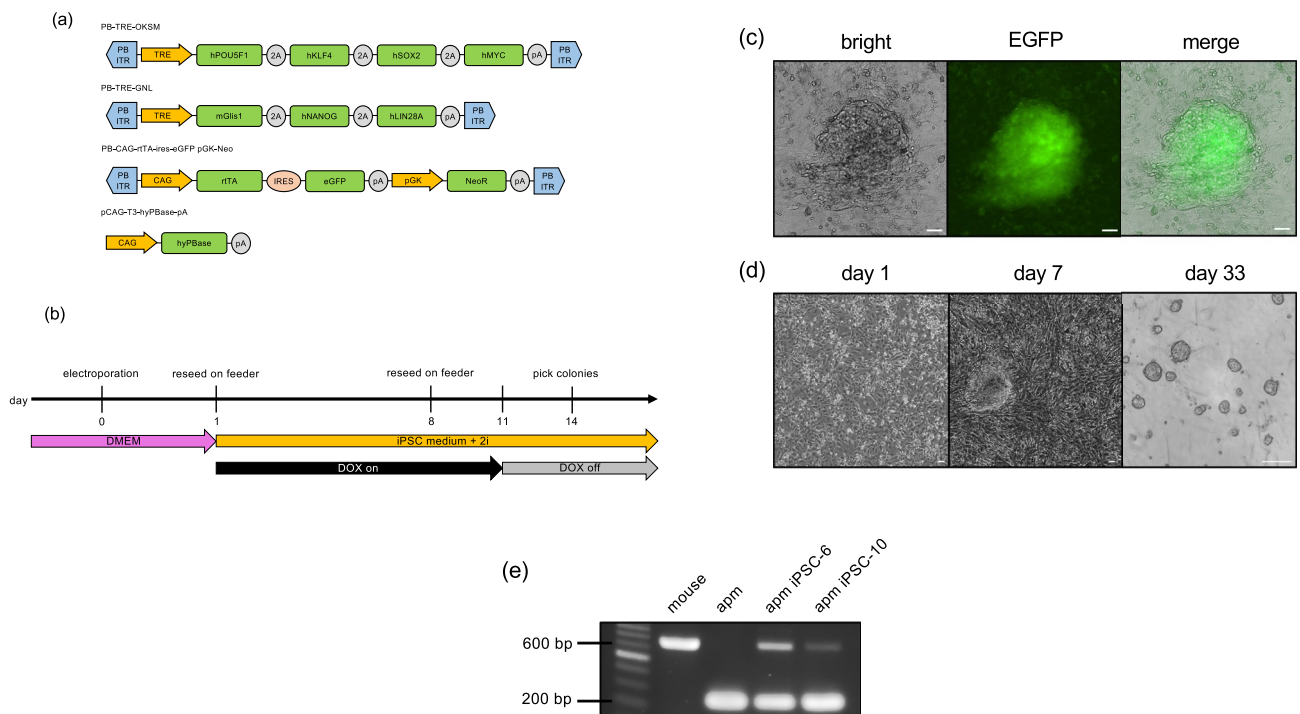 (a)
PB-TRE-OKSM
PB ITR TRE hPOU5F1 2A hKLF4 2A hSOX2 2A hMYC pA PB ITR
PB-TRE-GNL
PB ITR TRE mGlis1 2A hNANOG 2A hLIN28A pA PB ITR
PB-CAG-rtTA-ires-eGFP pGK-Neo
PB ITR CAG rtTA IRES eGFP pA pGK NeoR pA PB ITR
pCAG-T3-hyPBase-pA
CAG hyPBase pA
(b)
electroporation reseed on feeder reseed on feeder pick colonies
day
0 1 8 11 14
DMEM iPSC medium + 2i
DOX on DOX off
(c)
bright EGFP merge
(d)
day 1 day 7 day 33
(e)
mouse apm apm iPSC-6 apm iPSC-10
600 bp
200 bp